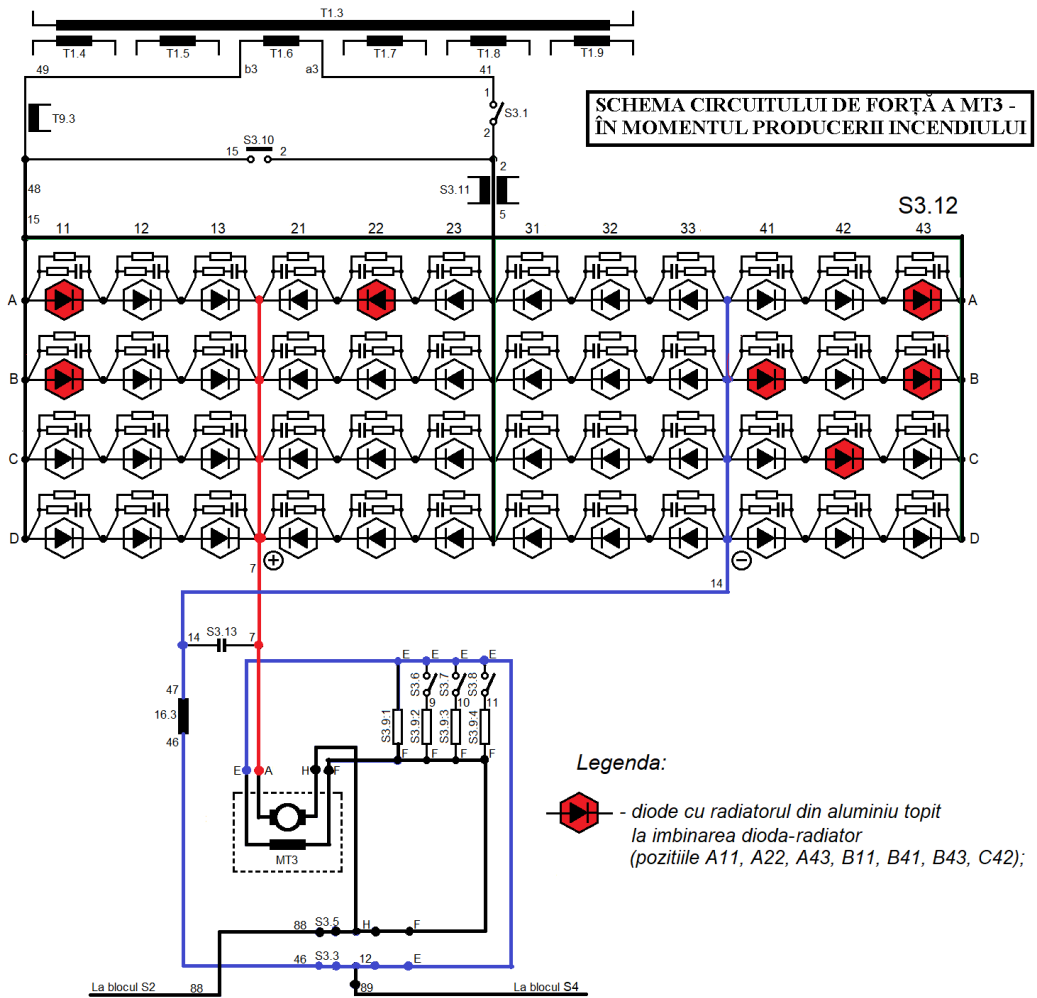 T1.3
T1.4 T1.5 T1.6 T1.7 T1.8 T1.9
49 b3 a3 41
T9.3
1
S3.1
2
SCHEMA CIRCUITULUI DE FORȚĂ A MT3 -
ÎN MOMENTUL PRODUCERII INCENDIULUI
S3.10
15 2
2
48
S3.11
5
S3.12
15
11 12 13 21 22 23 31 32 33 41 42 43
A A
B B
C C
D D
+ −
7 14
14 S3.13 7
47
16.3
46
E E E E
S3.6 S3.7 S3.8
9 10 11
S3.9:1 S3.9:2 S3.9:3 S3.9:4
F F F F
E A H F
MT3
Legenda:
- diode cu radiatorul din aluminiu topit
la imbinarea dioda-radiator
(pozitiile A11, A22, A43, B11, B41, B43, C42);
88 S3.5 H F
46 S3.3 12 E
La blocul S2 88 89 La blocul S4